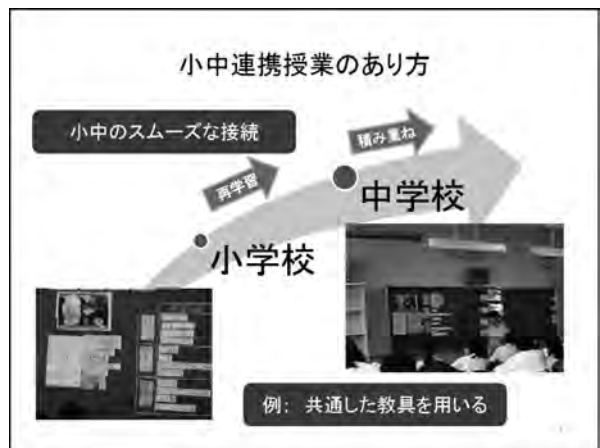 小中連携授業のあり方
小中のスムーズな接続
積み重ね
再学習
中学校
小学校
例： 共通した教具を用いる